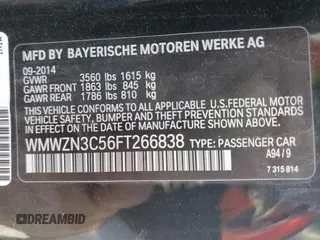 MFD BY BAYERISCHE MOTOREN WERKE AG
09-2014
GVWR 3560 lbs 1615 kg
GAWR FRONT 1863 lbs 845 kg
GAWR REAR 1786 lbs 810 kg
THIS VEHICLE CONFORMS TO ALL APPLICABLE U.S. FEDERAL MOTOR
VEHICLE SAFETY, BUMPER, AND THEFT PREVENTION STANDARDS IN
EFFECT ON THE DATE OF MANUFACTURE SHOWN ABOVE.
WMWZN3C56FT266838 TYPE: PASSENGER CAR
A94 / 9
7 315 814
DREAMBID